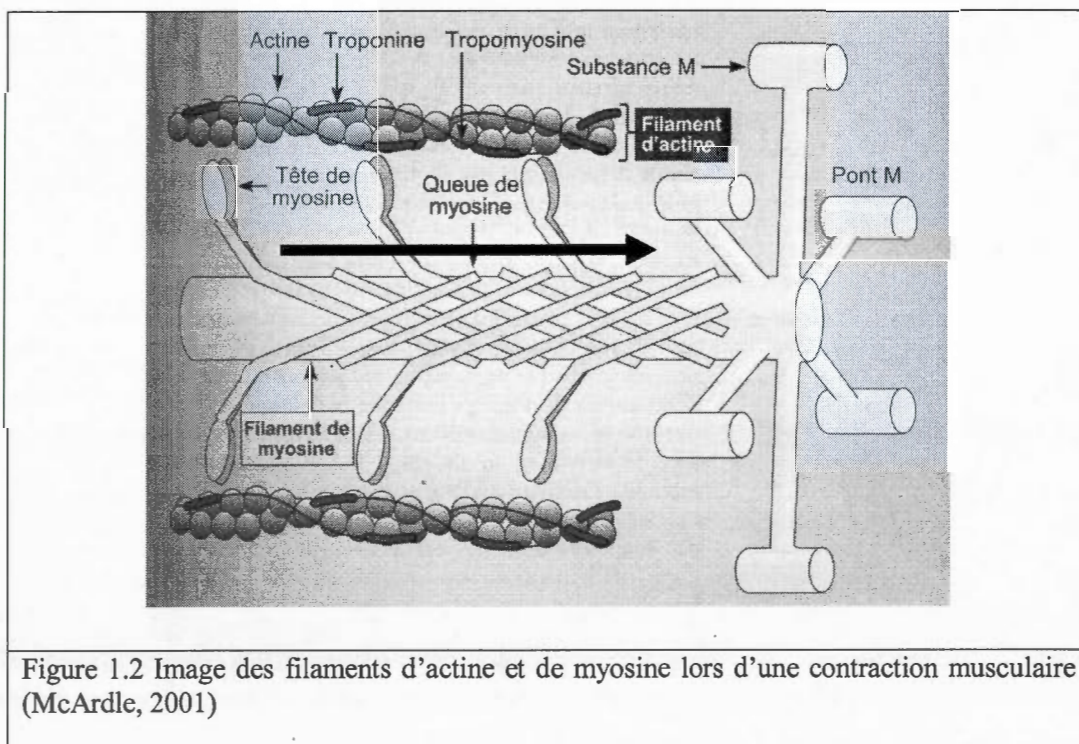 Actine Troponine Tropomyosine
Substance M
Filament
d'actine
Pont M
Tête de
myosine
Queue de
myosine
Filament de
myosine
Figure 1.2 Image des filaments d'actine et de myosine lors d'une contraction musculaire
(McArdle, 2001)